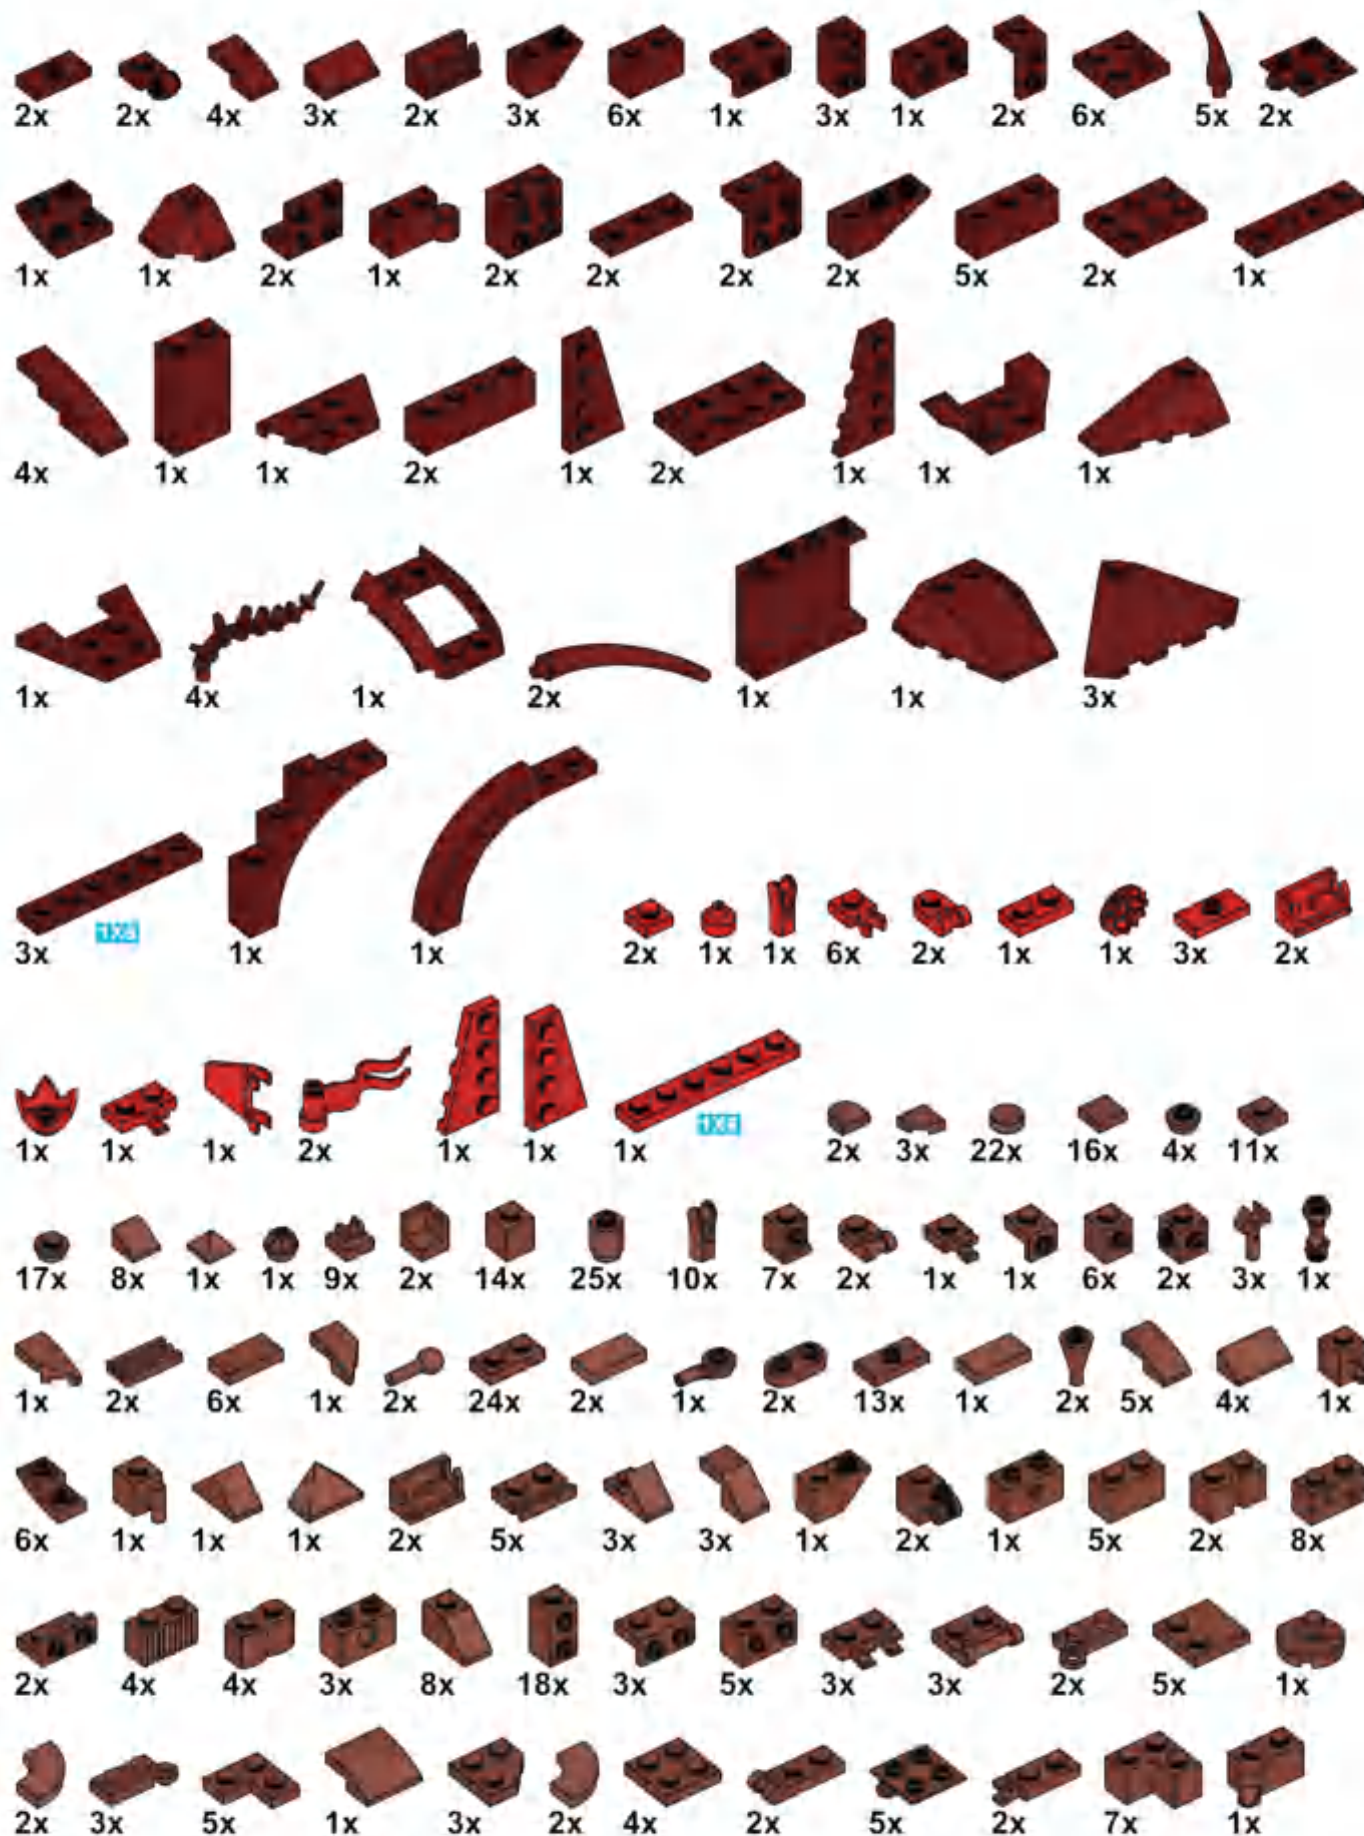 2x 2x 4x 3x 2x 3x 6x 1x 3x 1x 2x 6x 5x 2x
1x 1x 2x 1x 2x 2x 2x 2x 5x 2x 1x
4x 1x 1x 2x 1x 2x 1x 1x 1x
1x 4x 1x 2x 1x 1x 3x
3x 1x 1x 2x 1x 1x 6x 2x 1x 1x 3x 2x
1x 1x 1x 2x 1x 1x 1x 1X6 2x 3x 22x 16x 4x 11x
17x 8x 1x 1x 9x 2x 14x 25x 10x 7x 2x 1x 1x 6x 2x 3x 1x
1x 2x 6x 1x 2x 24x 2x 1x 2x 13x 1x 2x 5x 4x 1x
6x 1x 1x 1x 2x 5x 3x 3x 1x 2x 1x 5x 2x 8x
2x 4x 4x 3x 8x 18x 3x 5x 3x 3x 2x 5x 1x
2x 3x 5x 1x 3x 2x 4x 2x 5x 2x 7x 1x